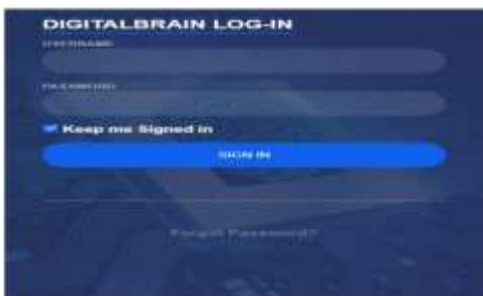 DIGITALBRAIN LOG-IN
USERNAME
PASSWORD
Keep me Signed in
SIGN IN
Forgot Password?